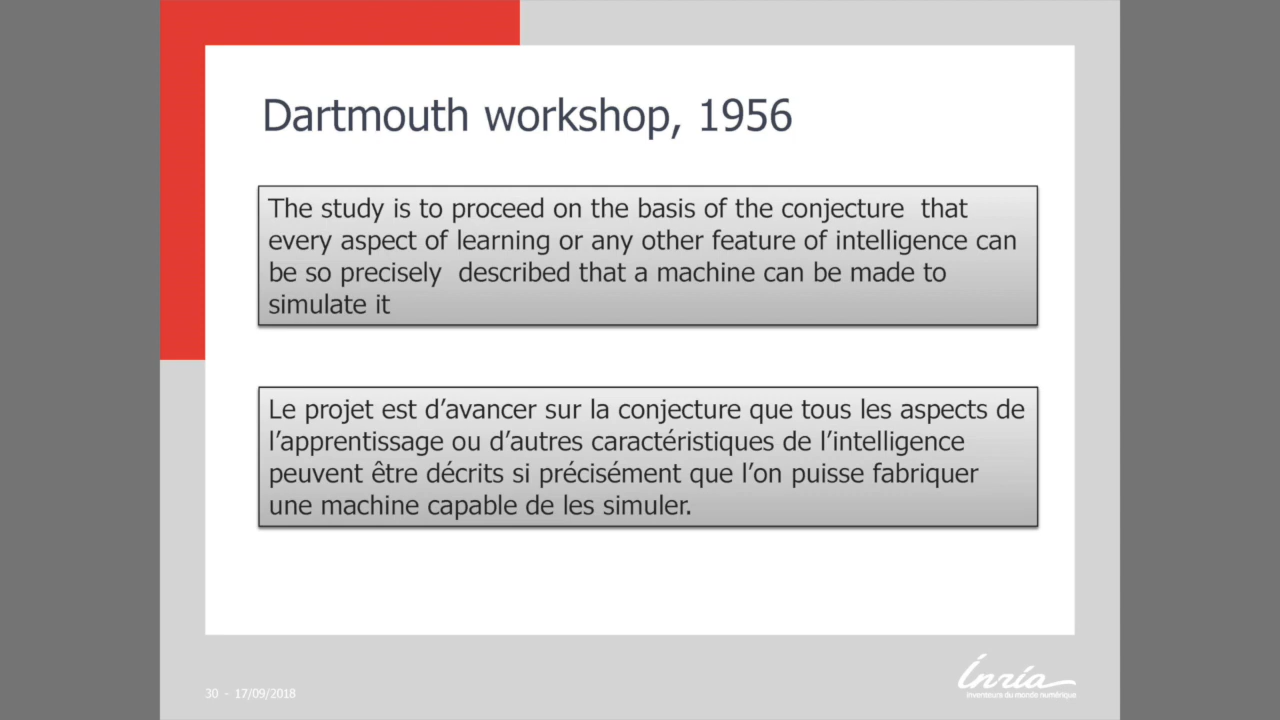 Dartmouth workshop, 1956
The study is to proceed on the basis of the conjecture  that
every aspect of learning or any other feature of intelligence can
be so precisely  described that a machine can be made to
simulate it
Le projet est d’avancer sur la conjecture que tous les aspects de
l’apprentissage ou d’autres caractéristiques de l’intelligence
peuvent être décrits si précisément que l’on puisse fabriquer
une machine capable de les simuler.
30 - 17/09/2018
Inria
inventeurs du monde numérique